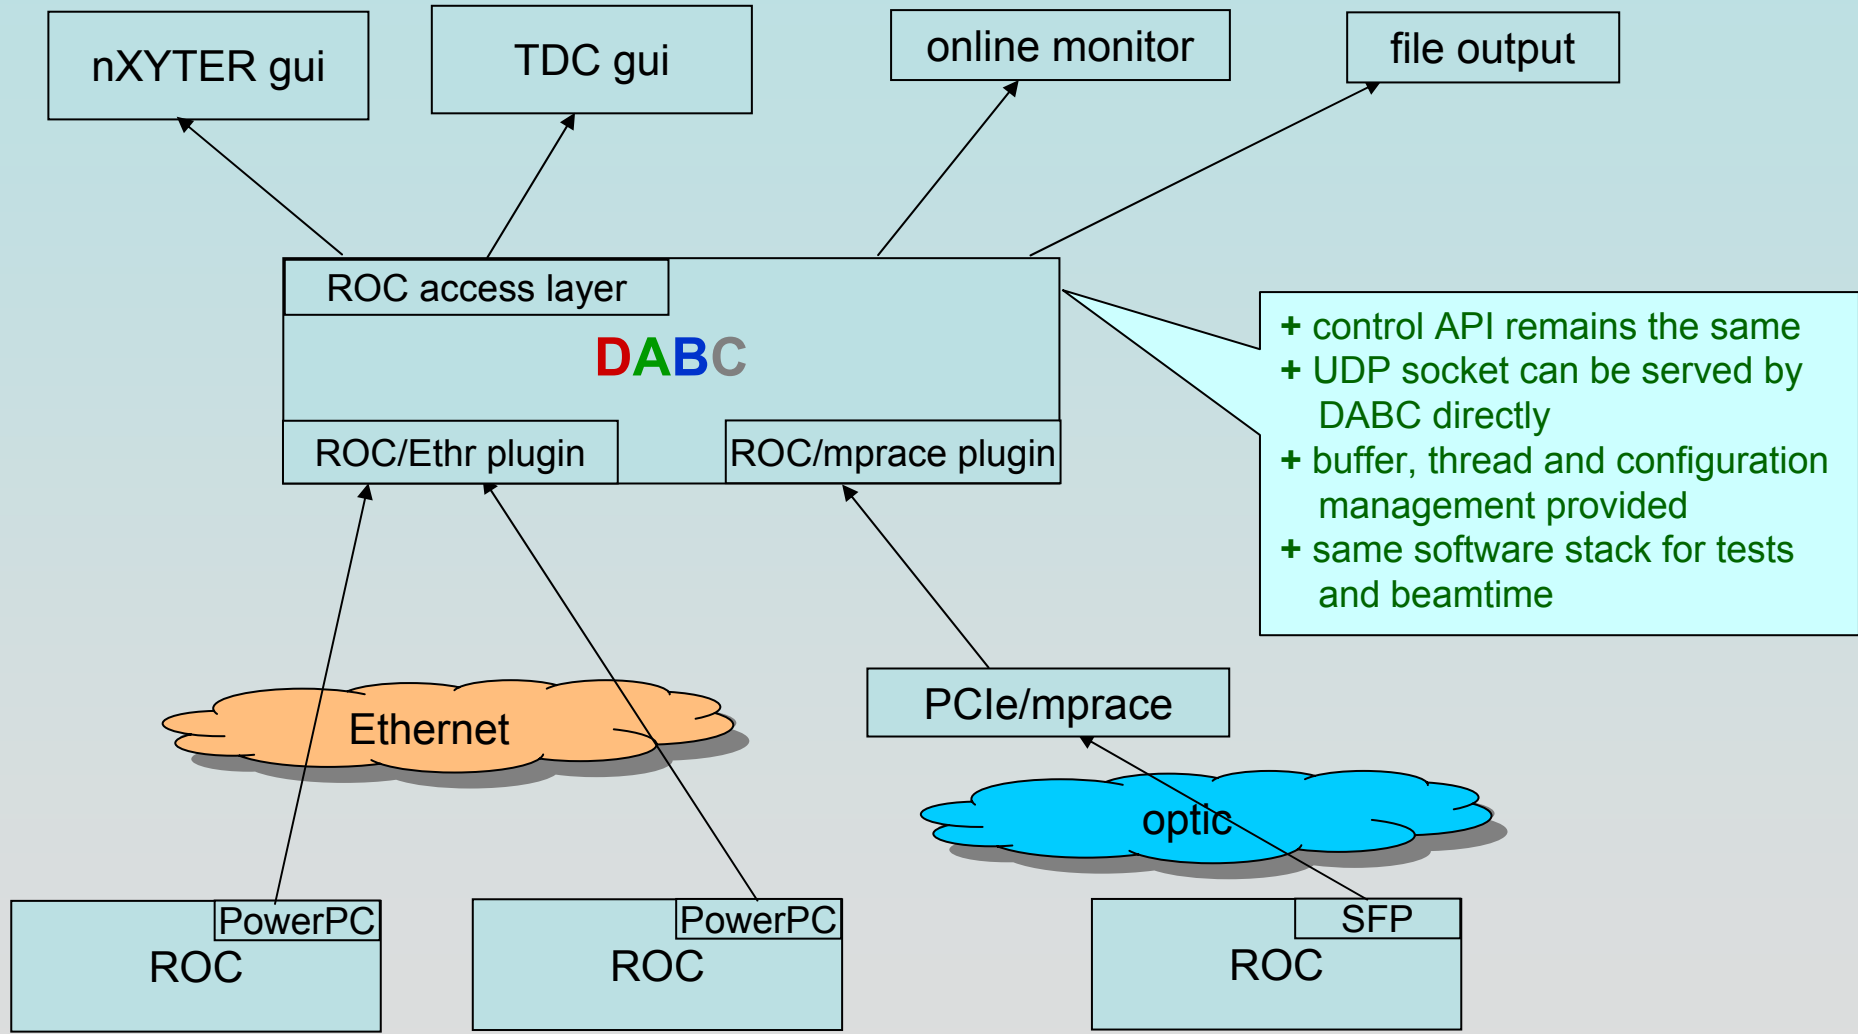 nXYTER gui
TDC gui
online monitor
file output
ROC access layer
DABC
ROC/Ethr plugin
ROC/mprace plugin
+ control API remains the same
+ UDP socket can be served by
DABC directly
+ buffer, thread and configuration
management provided
+ same software stack for tests
and beamtime
Ethernet
PCIe/mprace
optic
PowerPC
ROC
PowerPC
ROC
SFP
ROC